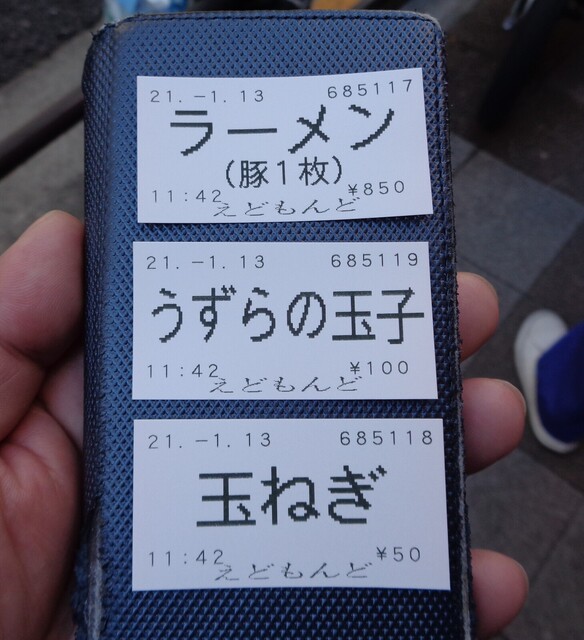 21. -1. 13 685117
ラーメン
(豚1枚)
11:42 ¥850
えどもんど
21. -1. 13 685119
うずらの玉子
11:42 ¥100
えどもんど
21. -1. 13 685118
玉ねぎ
11:42 ¥50
えどもんど